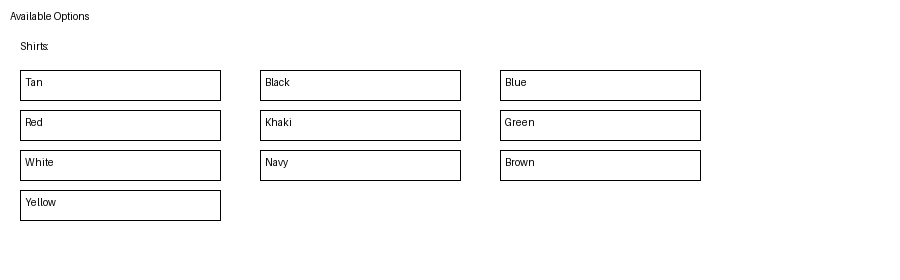 Available Options
Shirts:
Tan Black Blue
Red Khaki Green
White Navy Brown
Yellow